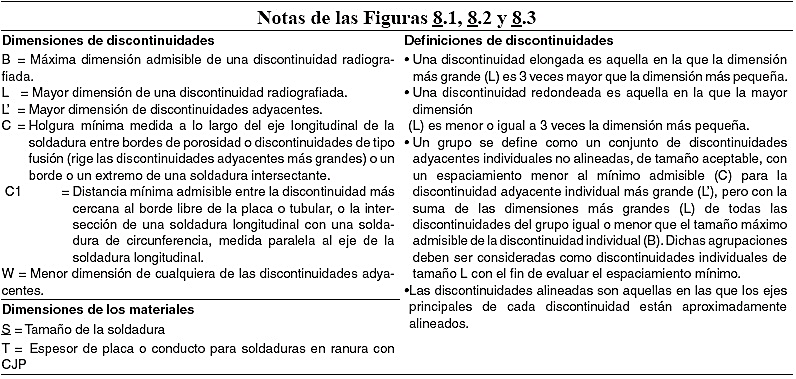 Notas de las Figuras 8.1, 8.2 y 8.3
Dimensiones de discontinuidades
B = Máxima dimensión admisible de una discontinuidad radiogra-
fiada.
L = Mayor dimensión de una discontinuidad radiografiada.
L' = Mayor dimensión de discontinuidades adyacentes.
C = Holgura mínima medida a lo largo del eje longitudinal de la
soldadura entre bordes de porosidad o discontinuidades de tipo
fusión (rige las discontinuidades adyacentes más grandes) o un
borde o un extremo de una soldadura intersectante.
C1 = Distancia mínima admisible entre la discontinuidad más
cercana al borde libre de la placa o tubular, o la inter-
sección de una soldadura longitudinal con una solda-
dura de circunferencia, medida paralela al eje de la
soldadura longitudinal.
W = Menor dimensión de cualquiera de las discontinuidades adya-
centes.
Dimensiones de los materiales
S = Tamaño de la soldadura
T = Espesor de placa o conducto para soldaduras en ranura con
CJP
Definiciones de discontinuidades
• Una discontinuidad elongada es aquella en la que la dimensión
más grande (L) es 3 veces mayor que la dimensión más pequeña.
• Una discontinuidad redondeada es aquella en la que la mayor
dimensión
(L) es menor o igual a 3 veces la dimensión más pequeña.
• Un grupo se define como un conjunto de discontinuidades
adyacentes individuales no alineadas, de tamaño aceptable, con
un espaciamiento menor al mínimo admisible (C) para la
discontinuidad adyacente individual más grande (L'), pero con la
suma de las dimensiones más grandes (L) de todas las
discontinuidades del grupo igual o menor que el tamaño máximo
admisible de la discontinuidad individual (B). Dichas agrupaciones
deben ser consideradas como discontinuidades individuales de
tamaño L con el fin de evaluar el espaciamiento mínimo.
•Las discontinuidades alineadas son aquellas en las que los ejes
principales de cada discontinuidad están aproximadamente
alineados.